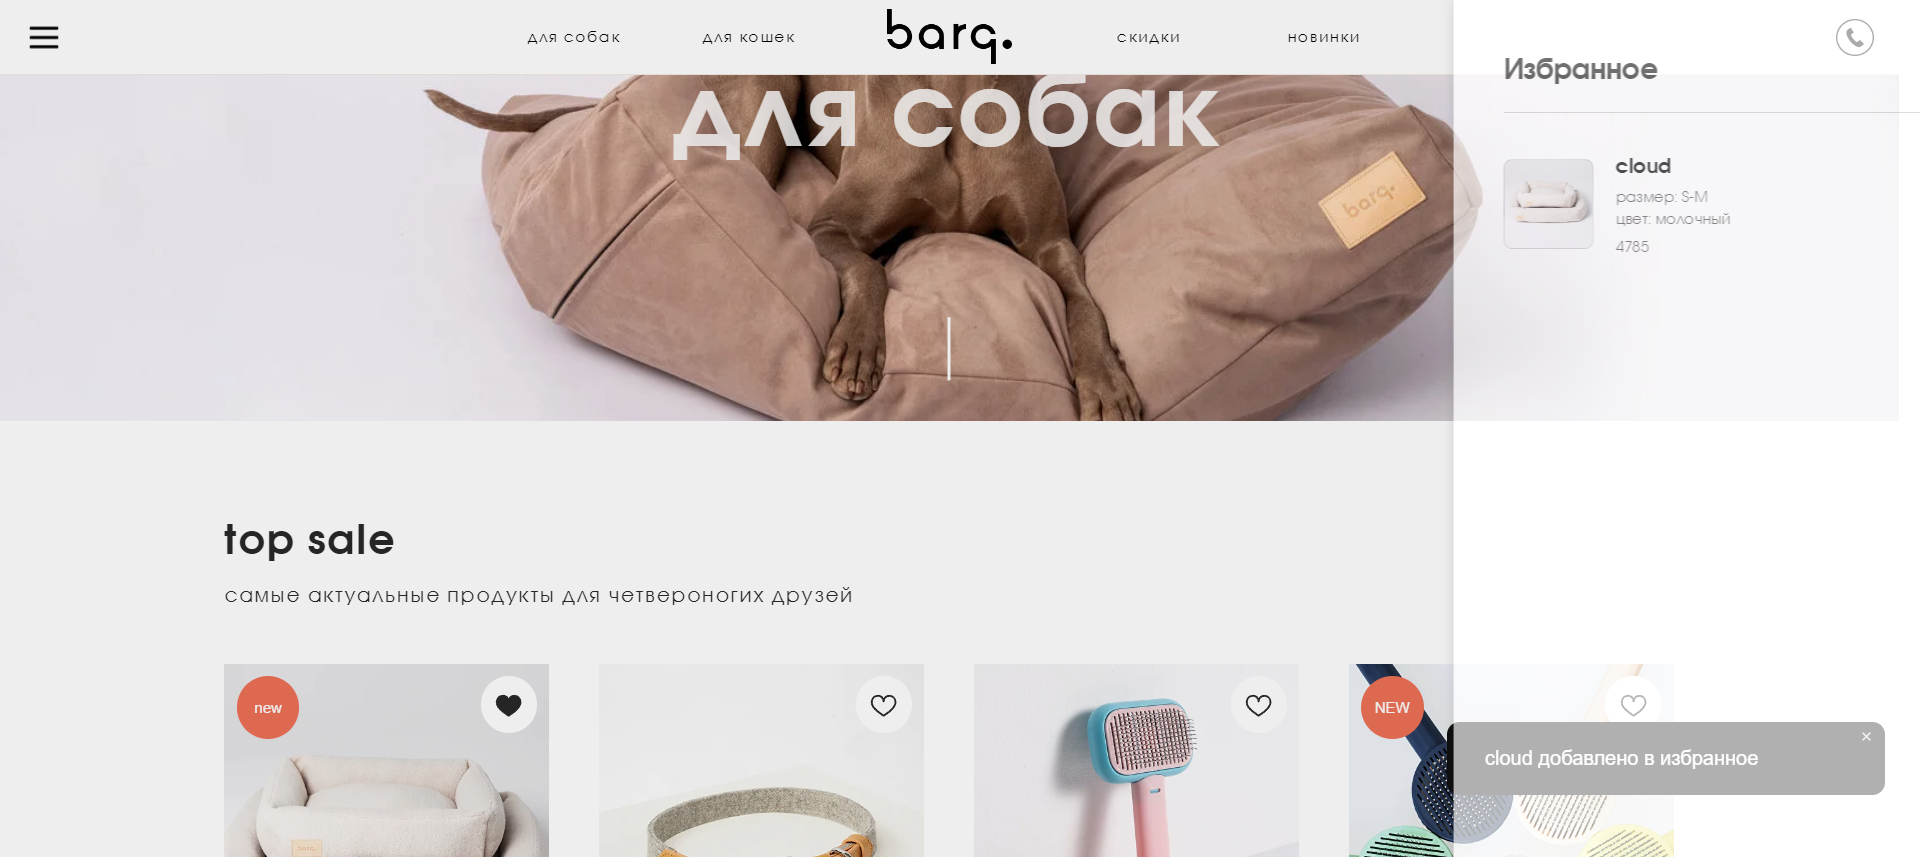 для собак
для кошек
barq.
скидки
новинки
Избранное
для собак
barq.
cloud
размер: S-M
цвет: молочный
4785
top sale
самые актуальные продукты для четвероногих друзей
new
NEW
cloud добавлено в избранное
barq.